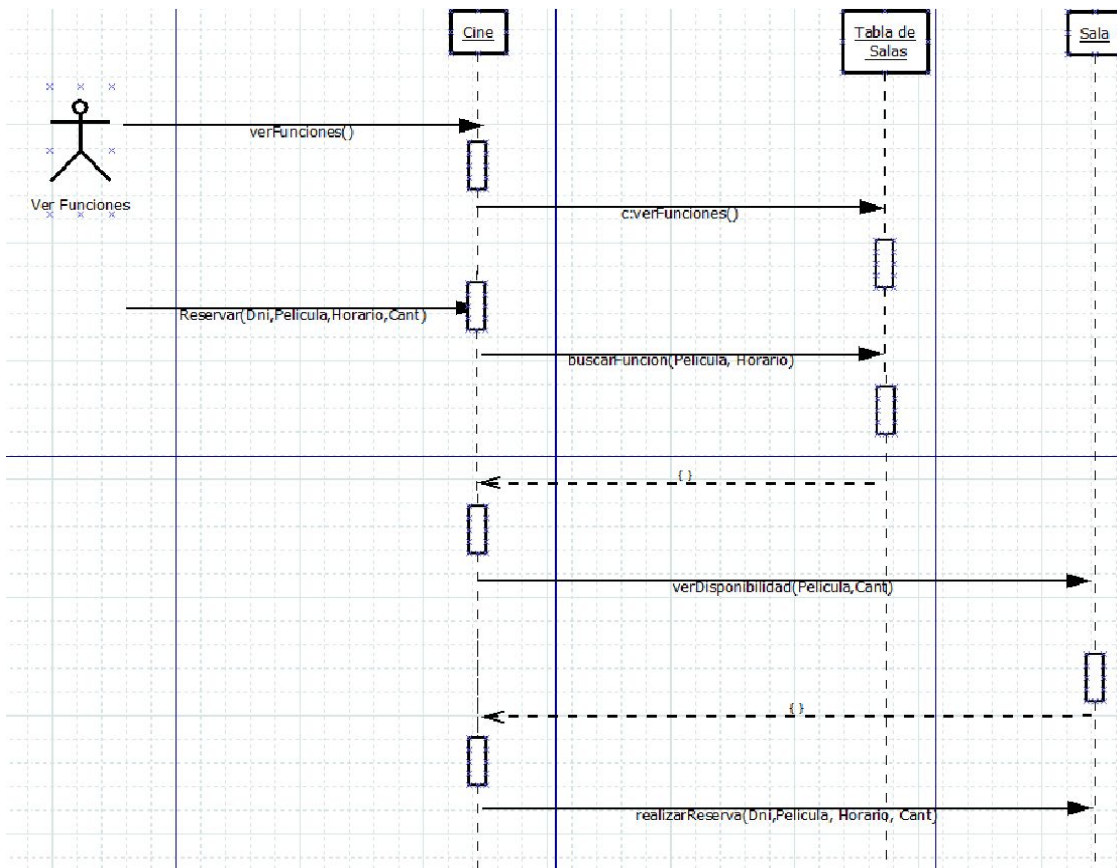 Cine
Tabla de
Salas
Sala
verFunciones()
Ver Funciones
c:verFunciones()
Reservar(Dni,Pelicula,Horario,Cant)
buscarFuncion(Pelicula, Horario)
{ }
verDisponibilidad(Pelicula,Cant)
{ }
realizarReserva(Dni,Pelicula, Horario, Cant)